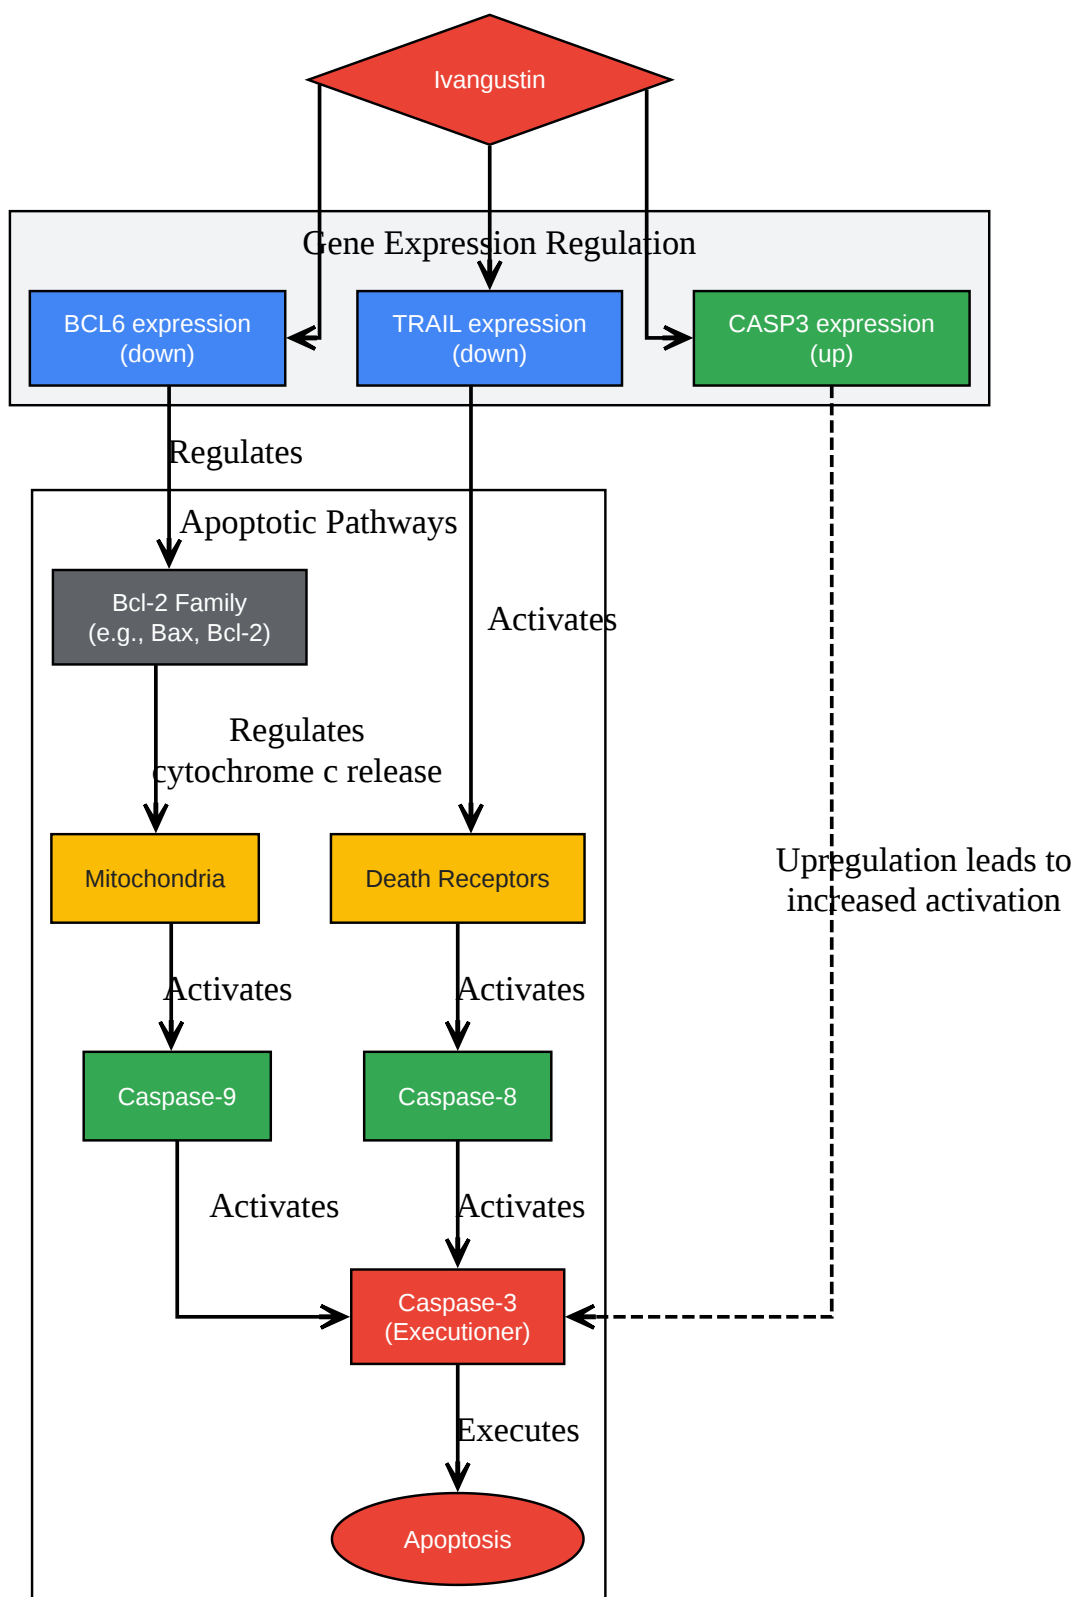 Ivangustin
Gene Expression Regulation
BCL6 expression
(down)
TRAIL expression
(down)
CASP3 expression
(up)
Regulates
Apoptotic Pathways
Bcl-2 Family
(e.g., Bax, Bcl-2)
Activates
Regulates
cytochrome c release
Mitochondria
Death Receptors
Upregulation leads to
increased activation
Activates
Activates
Caspase-9
Caspase-8
Activates
Activates
Caspase-3
(Executioner)
Executes
Apoptosis